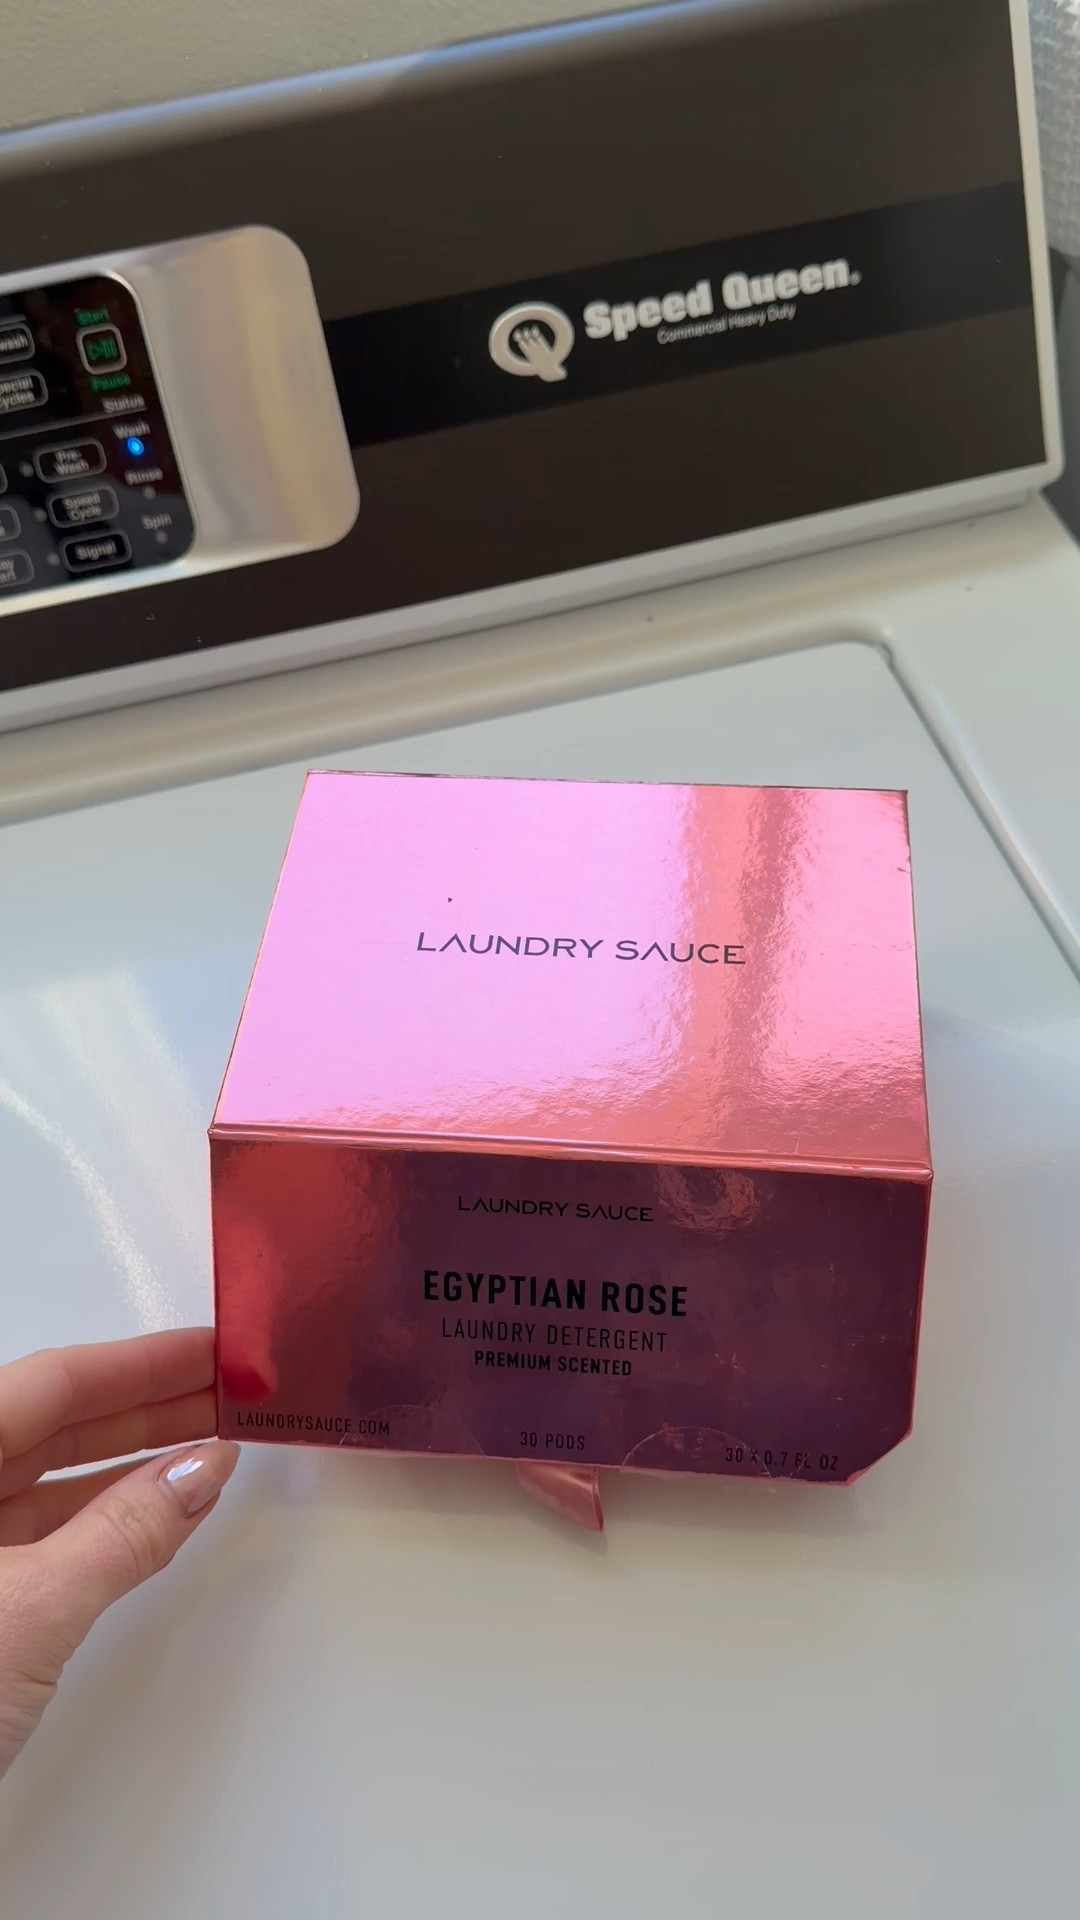 Speed Queen.
Commercial Heavy Duty
Start
Pause
Status
Wash
Rinse
Spin
Pre-
Wash
Speed
Cycle
Signal
LAUNDRY SAUCE
LAUNDRY SAUCE
EGYPTIAN ROSE
LAUNDRY DETERGENT
PREMIUM SCENTED
LAUNDRYSAUCE.COM
30 PODS
30 X 0.7 FL OZ